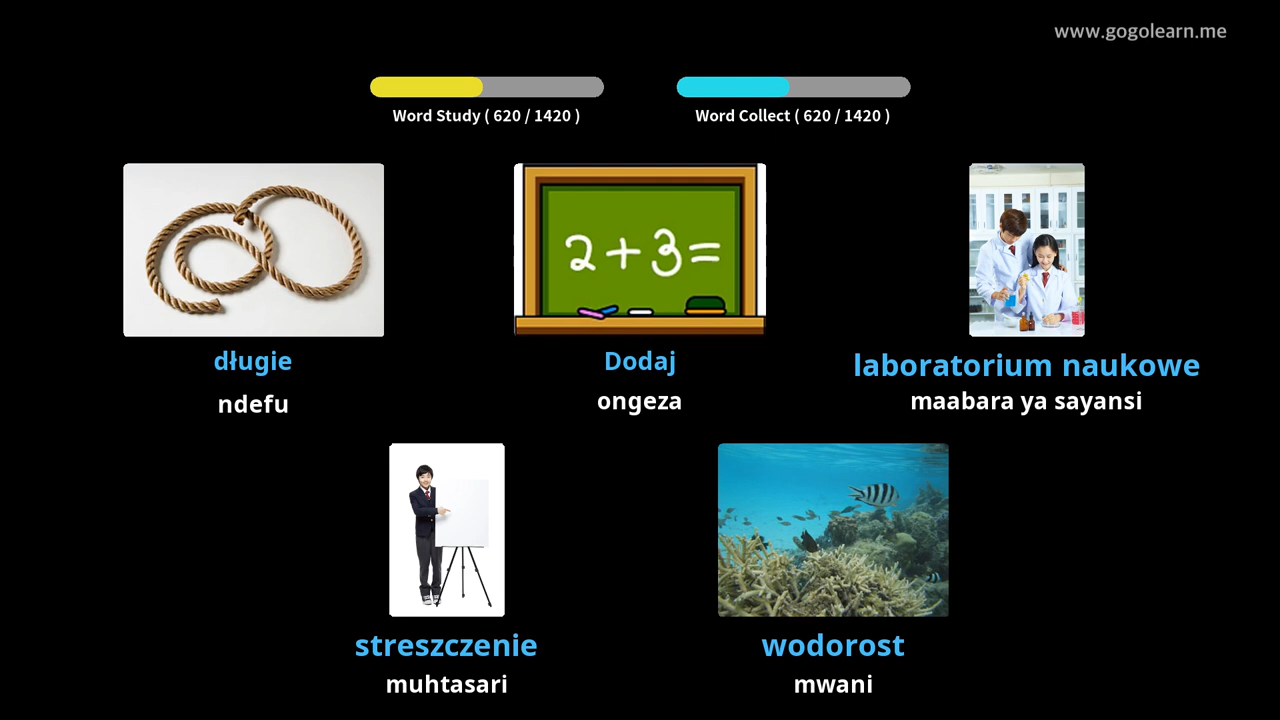 www.gogolearn.me
Word Study ( 620 / 1420 )
Word Collect ( 620 / 1420 )
2+3=
długie
Dodaj
laboratorium naukowe
ndefu
ongeza
maabara ya sayansi
streszczenie
wodorost
muhtasari
mwani